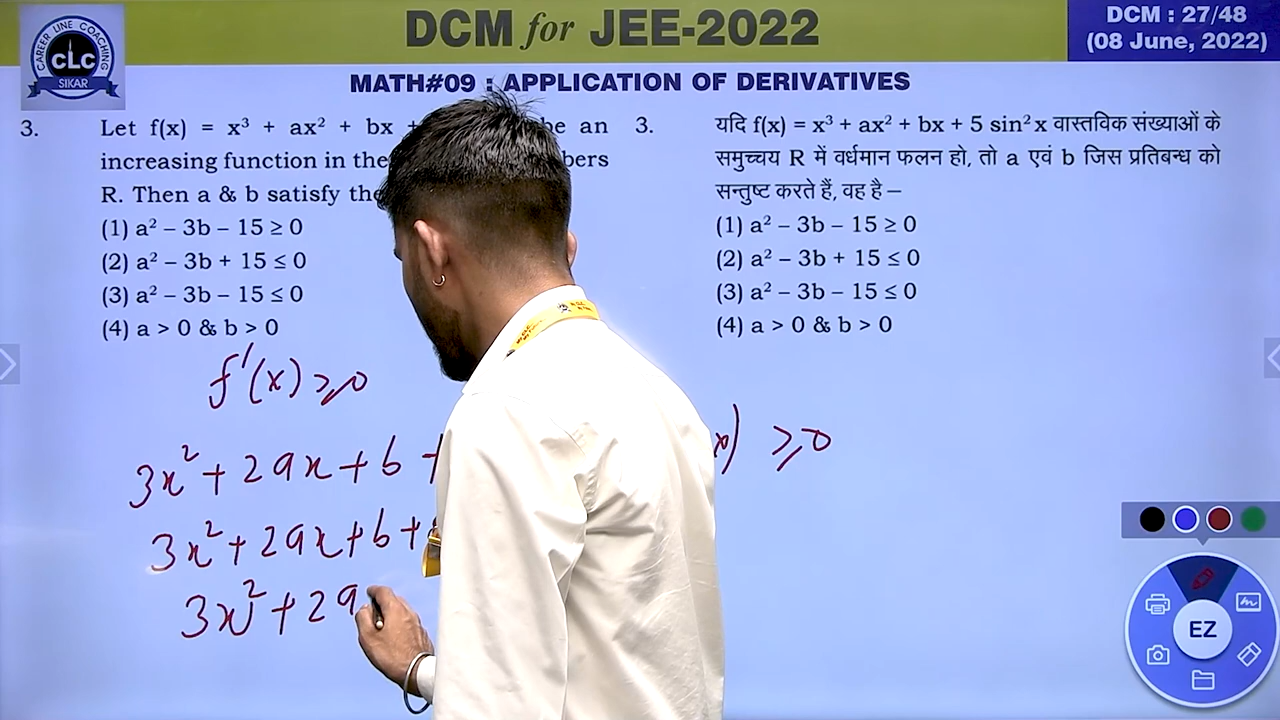 CAREER LINE COACHING
CLC
SIKAR
DCM for JEE-2022
DCM : 27/48
(08 June, 2022)
MATH#09 : APPLICATION OF DERIVATIVES
3. Let f(x) = x³ + ax² + bx + be an
increasing function in the
R. Then a & b satisfy the
(1) a² – 3b – 15 ≥ 0
(2) a² – 3b + 15 ≤ 0
(3) a² – 3b – 15 ≤ 0
(4) a > 0 & b > 0
3. यदि f(x) = x³ + ax² + bx + 5 sin² x वास्तविक संख्याओं के
समुच्चय R में वर्धमान फलन हो, तो a एवं b जिस प्रतिबन्ध को
सन्तुष्ट करते हैं, वह है –
(1) a² – 3b – 15 ≥ 0
(2) a² – 3b + 15 ≤ 0
(3) a² – 3b – 15 ≤ 0
(4) a > 0 & b > 0
f'(x) ≥ 0
3x² + 2ax + b + x) ≥ 0
3x² + 2ax + b +
3x² + 2a
EZ